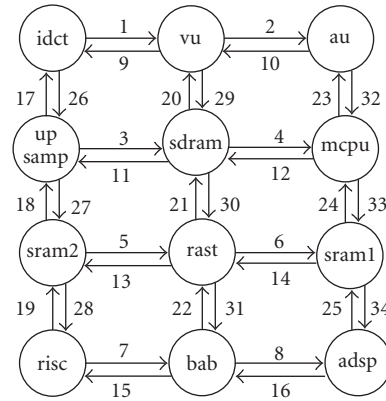 idct 1 vu 2 au
9 10
17 26 20 29 23 32
up
samp 3 sdram 4 mcpu
11 12
18 27 21 30 24 33
sram2 5 rast 6 sram1
13 14
19 28 22 31 25 34
risc 7 bab 8 adsp
15 16